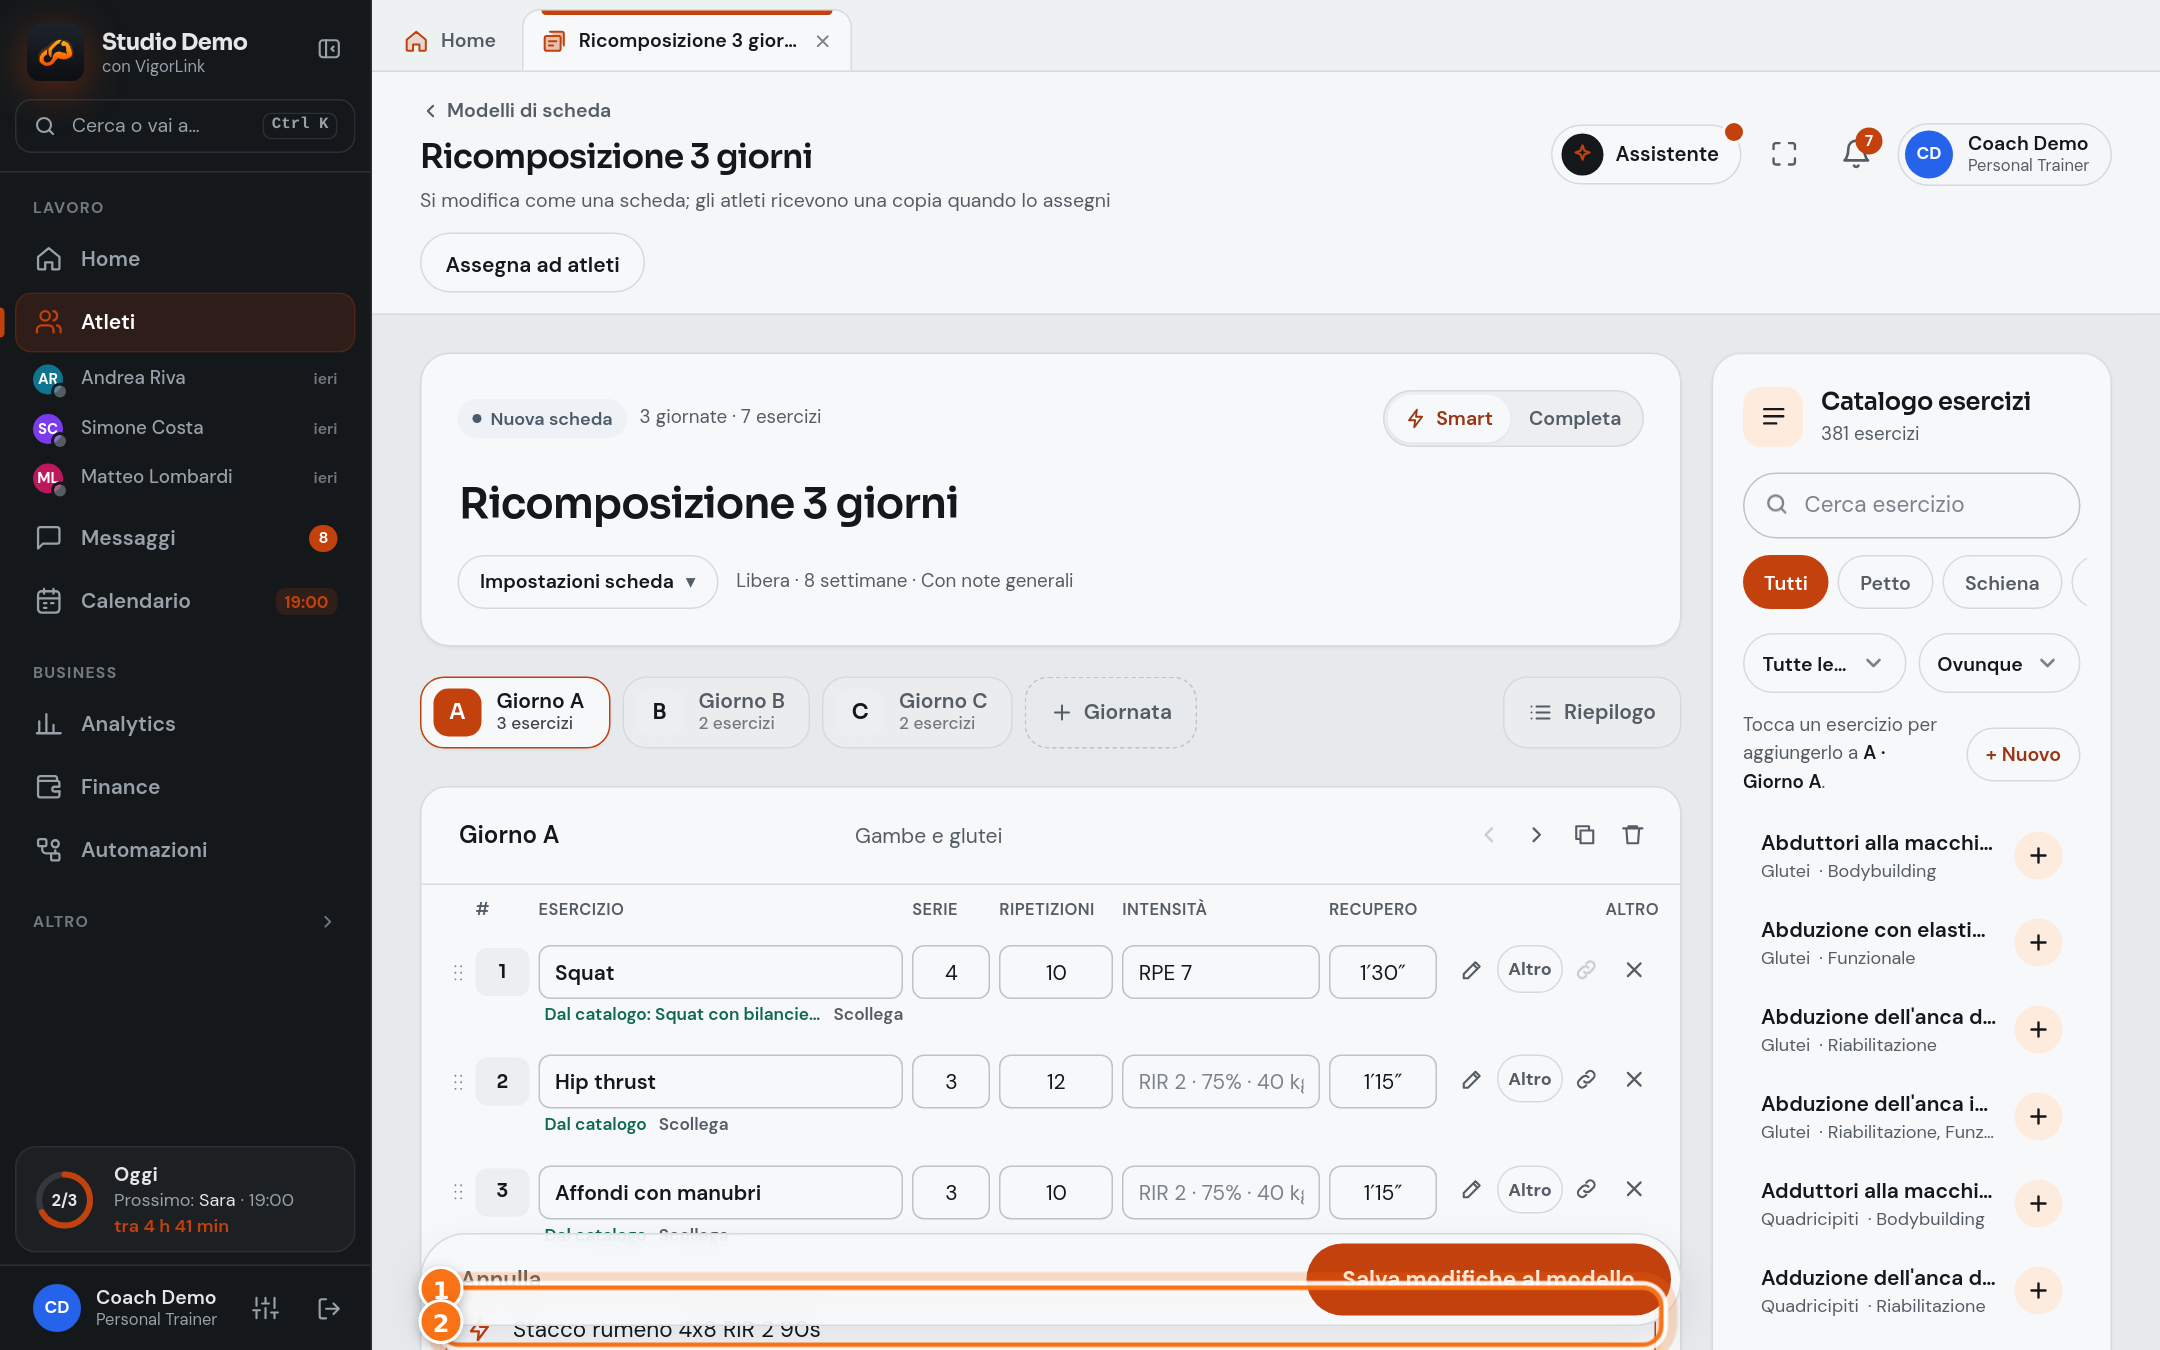 Studio Demo
con VigorLink
Cerca o vai a...
Ctrl K
LAVORO
Home
Atleti
AR Andrea Riva ieri
SC Simone Costa ieri
ML Matteo Lombardi ieri
Messaggi 8
Calendario 19:00
BUSINESS
Analytics
Finance
Automazioni
ALTRO
2/3
Oggi
Prossimo: Sara · 19:00
tra 4 h 41 min
CD
Coach Demo
Personal Trainer
Home
Ricomposizione 3 gior...
Modelli di scheda
Ricomposizione 3 giorni
Si modifica come una scheda; gli atleti ricevono una copia quando lo assegni
Assegna ad atleti
Assistente
7
CD
Coach Demo
Personal Trainer
Nuova scheda
3 giornate · 7 esercizi
Smart
Completa
Ricomposizione 3 giorni
Impostazioni scheda ▼
Libera · 8 settimane · Con note generali
A
Giorno A
3 esercizi
B
Giorno B
2 esercizi
C
Giorno C
2 esercizi
+ Giornata
Riepilogo
Giorno A
Gambe e glutei
# ESERCIZIO SERIE RIPETIZIONI INTENSITÀ RECUPERO ALTRO
1 Squat 4 10 RPE 7 1'30" Altro
Dal catalogo: Squat con bilancie... Scollega
2 Hip thrust 3 12 RIR 2 · 75% · 40 kg 1'15" Altro
Dal catalogo Scollega
3 Affondi con manubri 3 10 RIR 2 · 75% · 40 kg 1'15" Altro
Dal catalogo Scollega
Annulla
Salva modifiche al modello
1
2
Stacco rumeno 4x8 RIR 2 90s
Catalogo esercizi
381 esercizi
Cerca esercizio
Tutti
Petto
Schiena
Tutte le...
Ovunque
Tocca un esercizio per
aggiungerlo a A ·
Giorno A.
+ Nuovo
Abduttori alla macchi...
Glutei · Bodybuilding
Abduzione con elasti...
Glutei · Funzionale
Abduzione dell'anca d...
Glutei · Riabilitazione
Abduzione dell'anca i...
Glutei · Riabilitazione, Funz...
Adduttori alla macchi...
Quadricipiti · Bodybuilding
Adduzione dell'anca d...
Quadricipiti · Riabilitazione